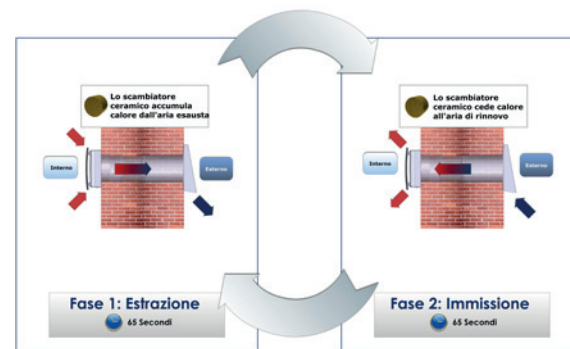 Lo scambiatore
ceramico accumula
calore dall'aria esausta
Interno
Esterno
Fase 1: Estrazione
65 Secondi
Lo scambiatore
ceramico cede calore
all'aria di rinnovo
Interno
Esterno
Fase 2: Immissione
65 Secondi